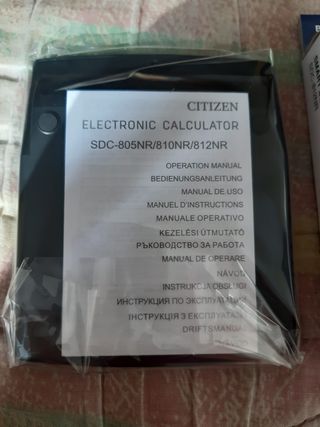 CITIZEN
ELECTRONIC CALCULATOR
SDC-805NR/810NR/812NR
OPERATION MANUAL
BEDIENUNGSANLEITUNG
MANUAL DE USO
MANUEL D'INSTRUCTIONS
MANUALE OPERATIVO
KEZELÉSI ÚTMUTATÓ
РЪКОВОДСТВО ЗА РАБОТА
MANUAL DE OPERARE
NÁVOD
INSTRUKCJA OBSŁUGI
ИНСТРУКЦИЯ ПО ЭКСПЛУАТАЦИИ
ІНСТРУКЦІЯ З ЕКСПЛУАТАЦІЇ
DRIFTSMANUAL